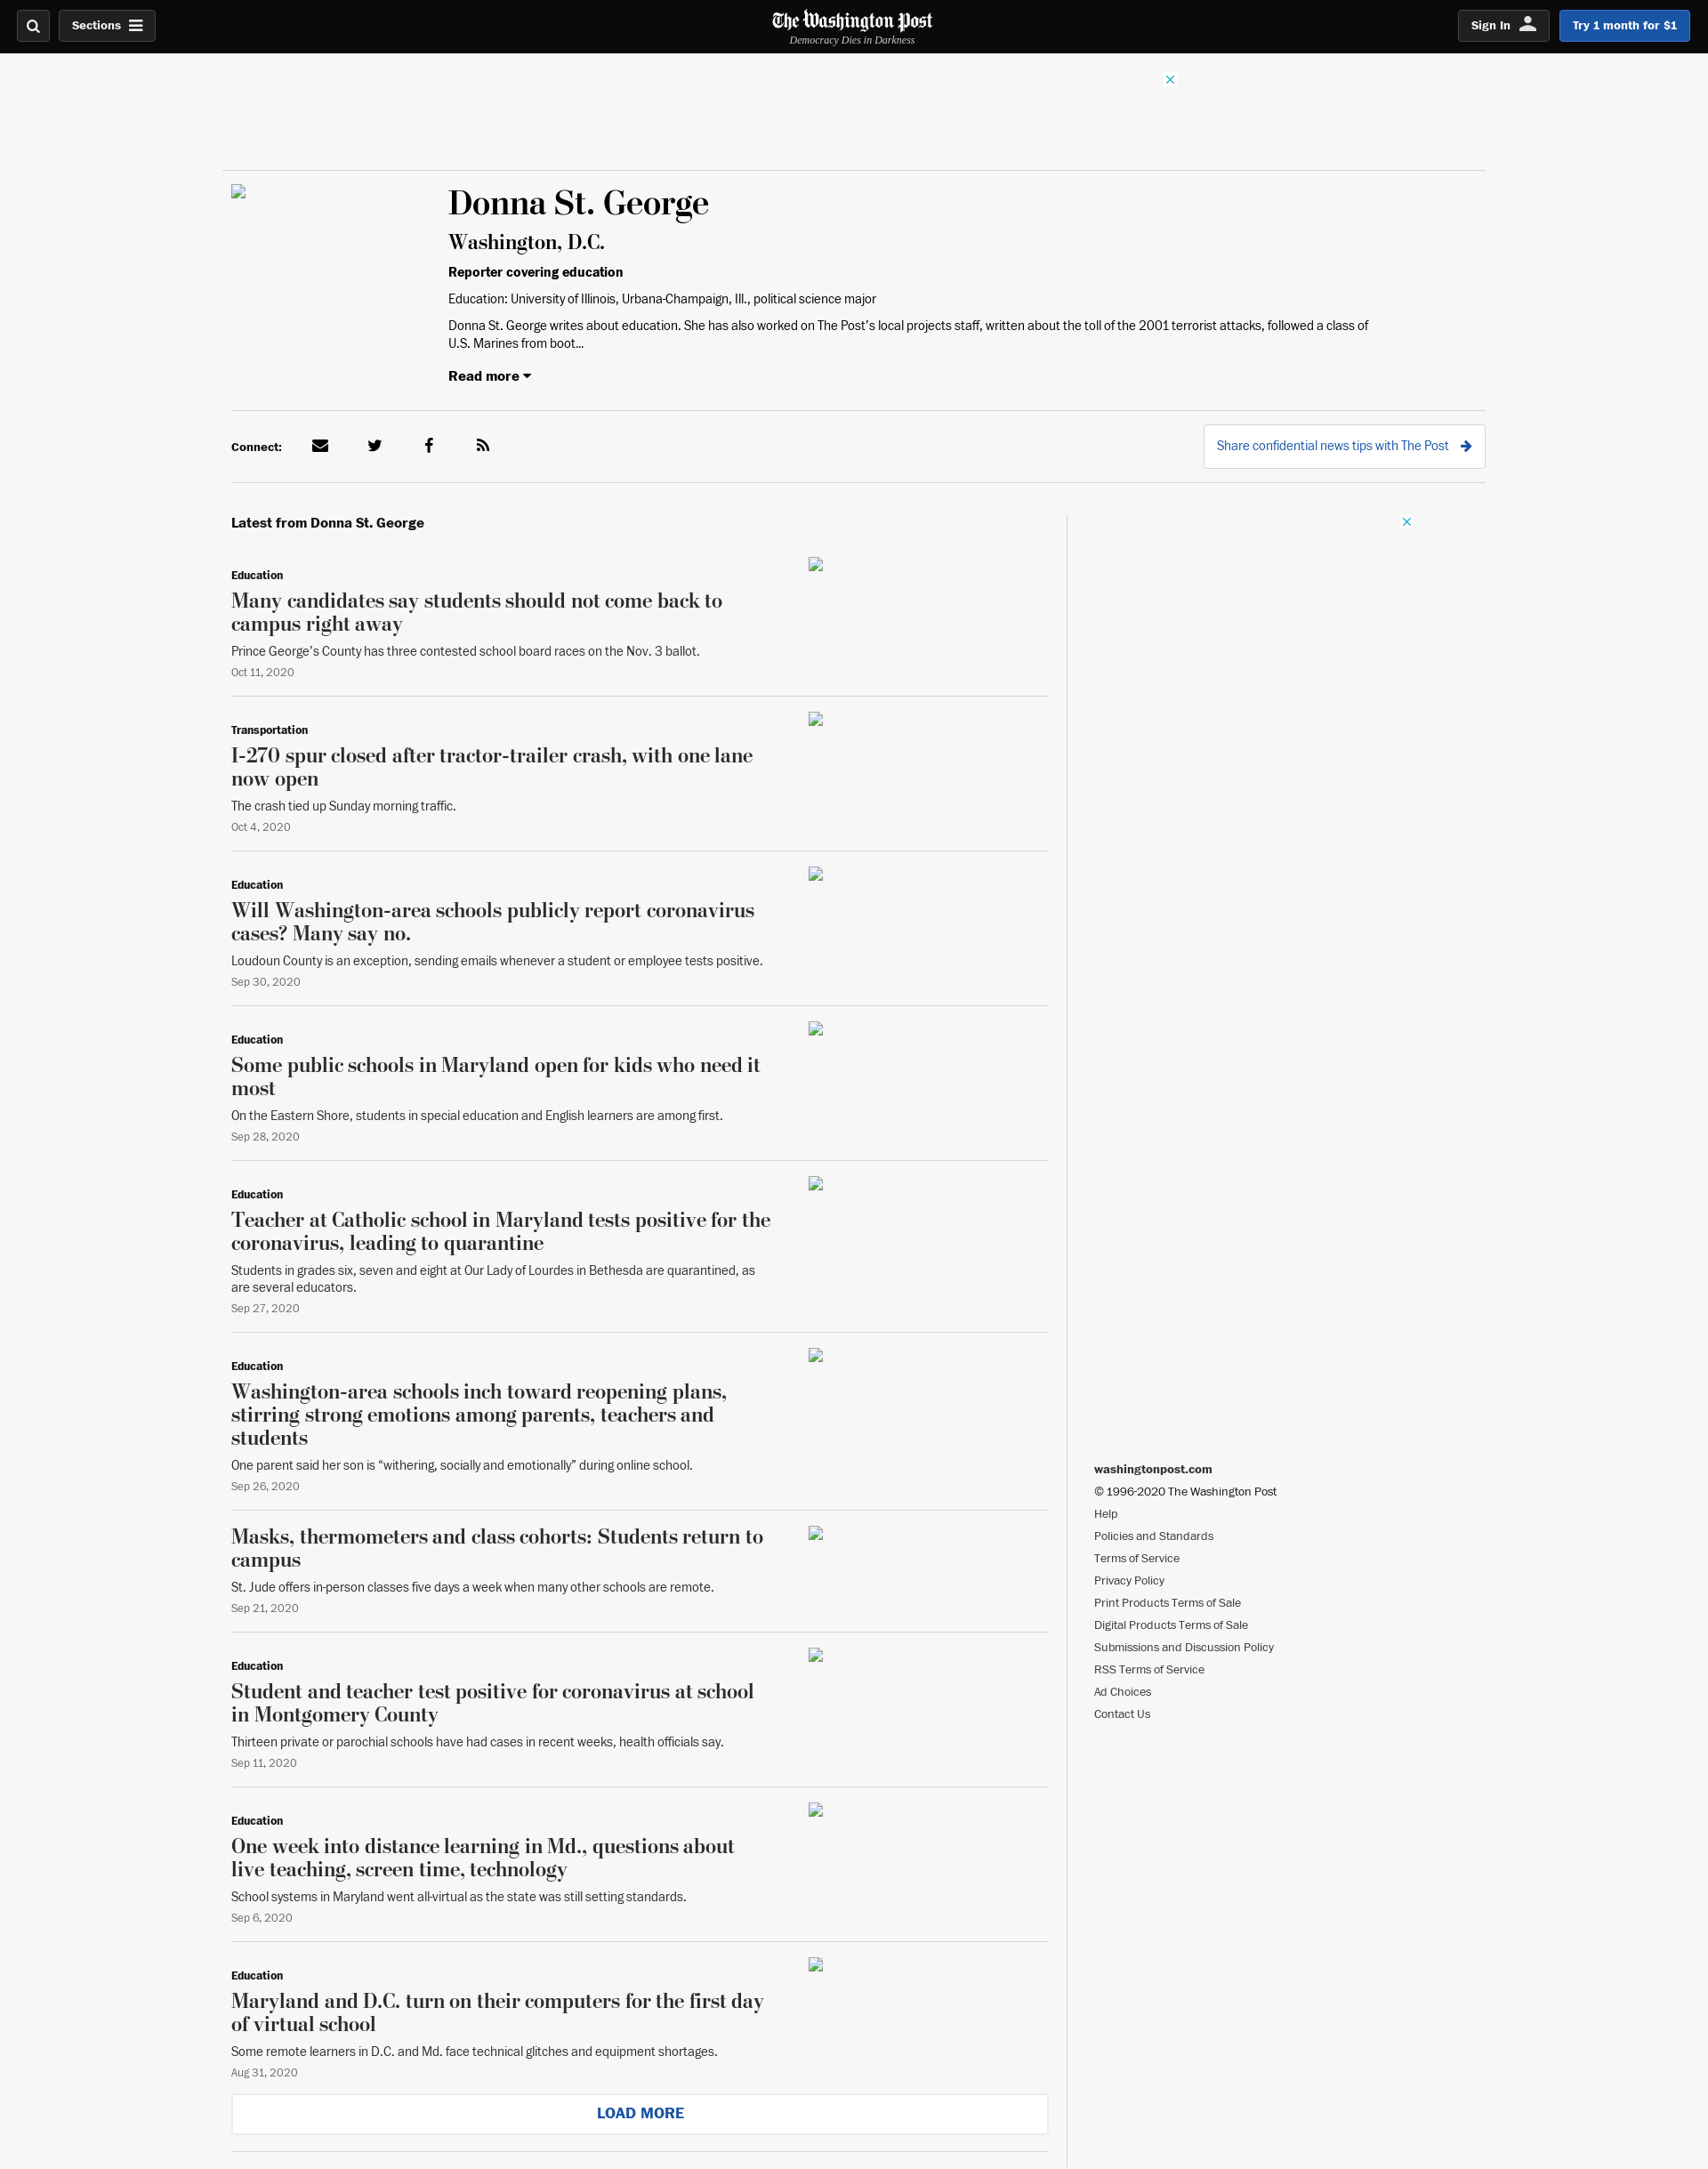 Sections
The Washington Post
Democracy Dies in Darkness
Sign In
Try 1 month for $1
Donna St. George
Washington, D.C.
Reporter covering education
Education: University of Illinois, Urbana-Champaign, Ill., political science major
Donna St. George writes about education. She has also worked on The Post's local projects staff, written about the toll of the 2001 terrorist attacks, followed a class of
U.S. Marines from boot...
Read more
Connect:
Share confidential news tips with The Post
Latest from Donna St. George
Education
Many candidates say students should not come back to
campus right away
Prince George's County has three contested school board races on the Nov. 3 ballot.
Oct 11, 2020
Transportation
I-270 spur closed after tractor-trailer crash, with one lane
now open
The crash tied up Sunday morning traffic.
Oct 4, 2020
Education
Will Washington-area schools publicly report coronavirus
cases? Many say no.
Loudoun County is an exception, sending emails whenever a student or employee tests positive.
Sep 30, 2020
Education
Some public schools in Maryland open for kids who need it
most
On the Eastern Shore, students in special education and English learners are among first.
Sep 28, 2020
Education
Teacher at Catholic school in Maryland tests positive for the
coronavirus, leading to quarantine
Students in grades six, seven and eight at Our Lady of Lourdes in Bethesda are quarantined, as
are several educators.
Sep 27, 2020
Education
Washington-area schools inch toward reopening plans,
stirring strong emotions among parents, teachers and
students
One parent said her son is “withering, socially and emotionally” during online school.
Sep 26, 2020
Masks, thermometers and class cohorts: Students return to
campus
St. Jude offers in-person classes five days a week when many other schools are remote.
Sep 21, 2020
Education
Student and teacher test positive for coronavirus at school
in Montgomery County
Thirteen private or parochial schools have had cases in recent weeks, health officials say.
Sep 11, 2020
Education
One week into distance learning in Md., questions about
live teaching, screen time, technology
School systems in Maryland went all-virtual as the state was still setting standards.
Sep 6, 2020
Education
Maryland and D.C. turn on their computers for the first day
of virtual school
Some remote learners in D.C. and Md. face technical glitches and equipment shortages.
Aug 31, 2020
LOAD MORE
washingtonpost.com
© 1996-2020 The Washington Post
Help
Policies and Standards
Terms of Service
Privacy Policy
Print Products Terms of Sale
Digital Products Terms of Sale
Submissions and Discussion Policy
RSS Terms of Service
Ad Choices
Contact Us